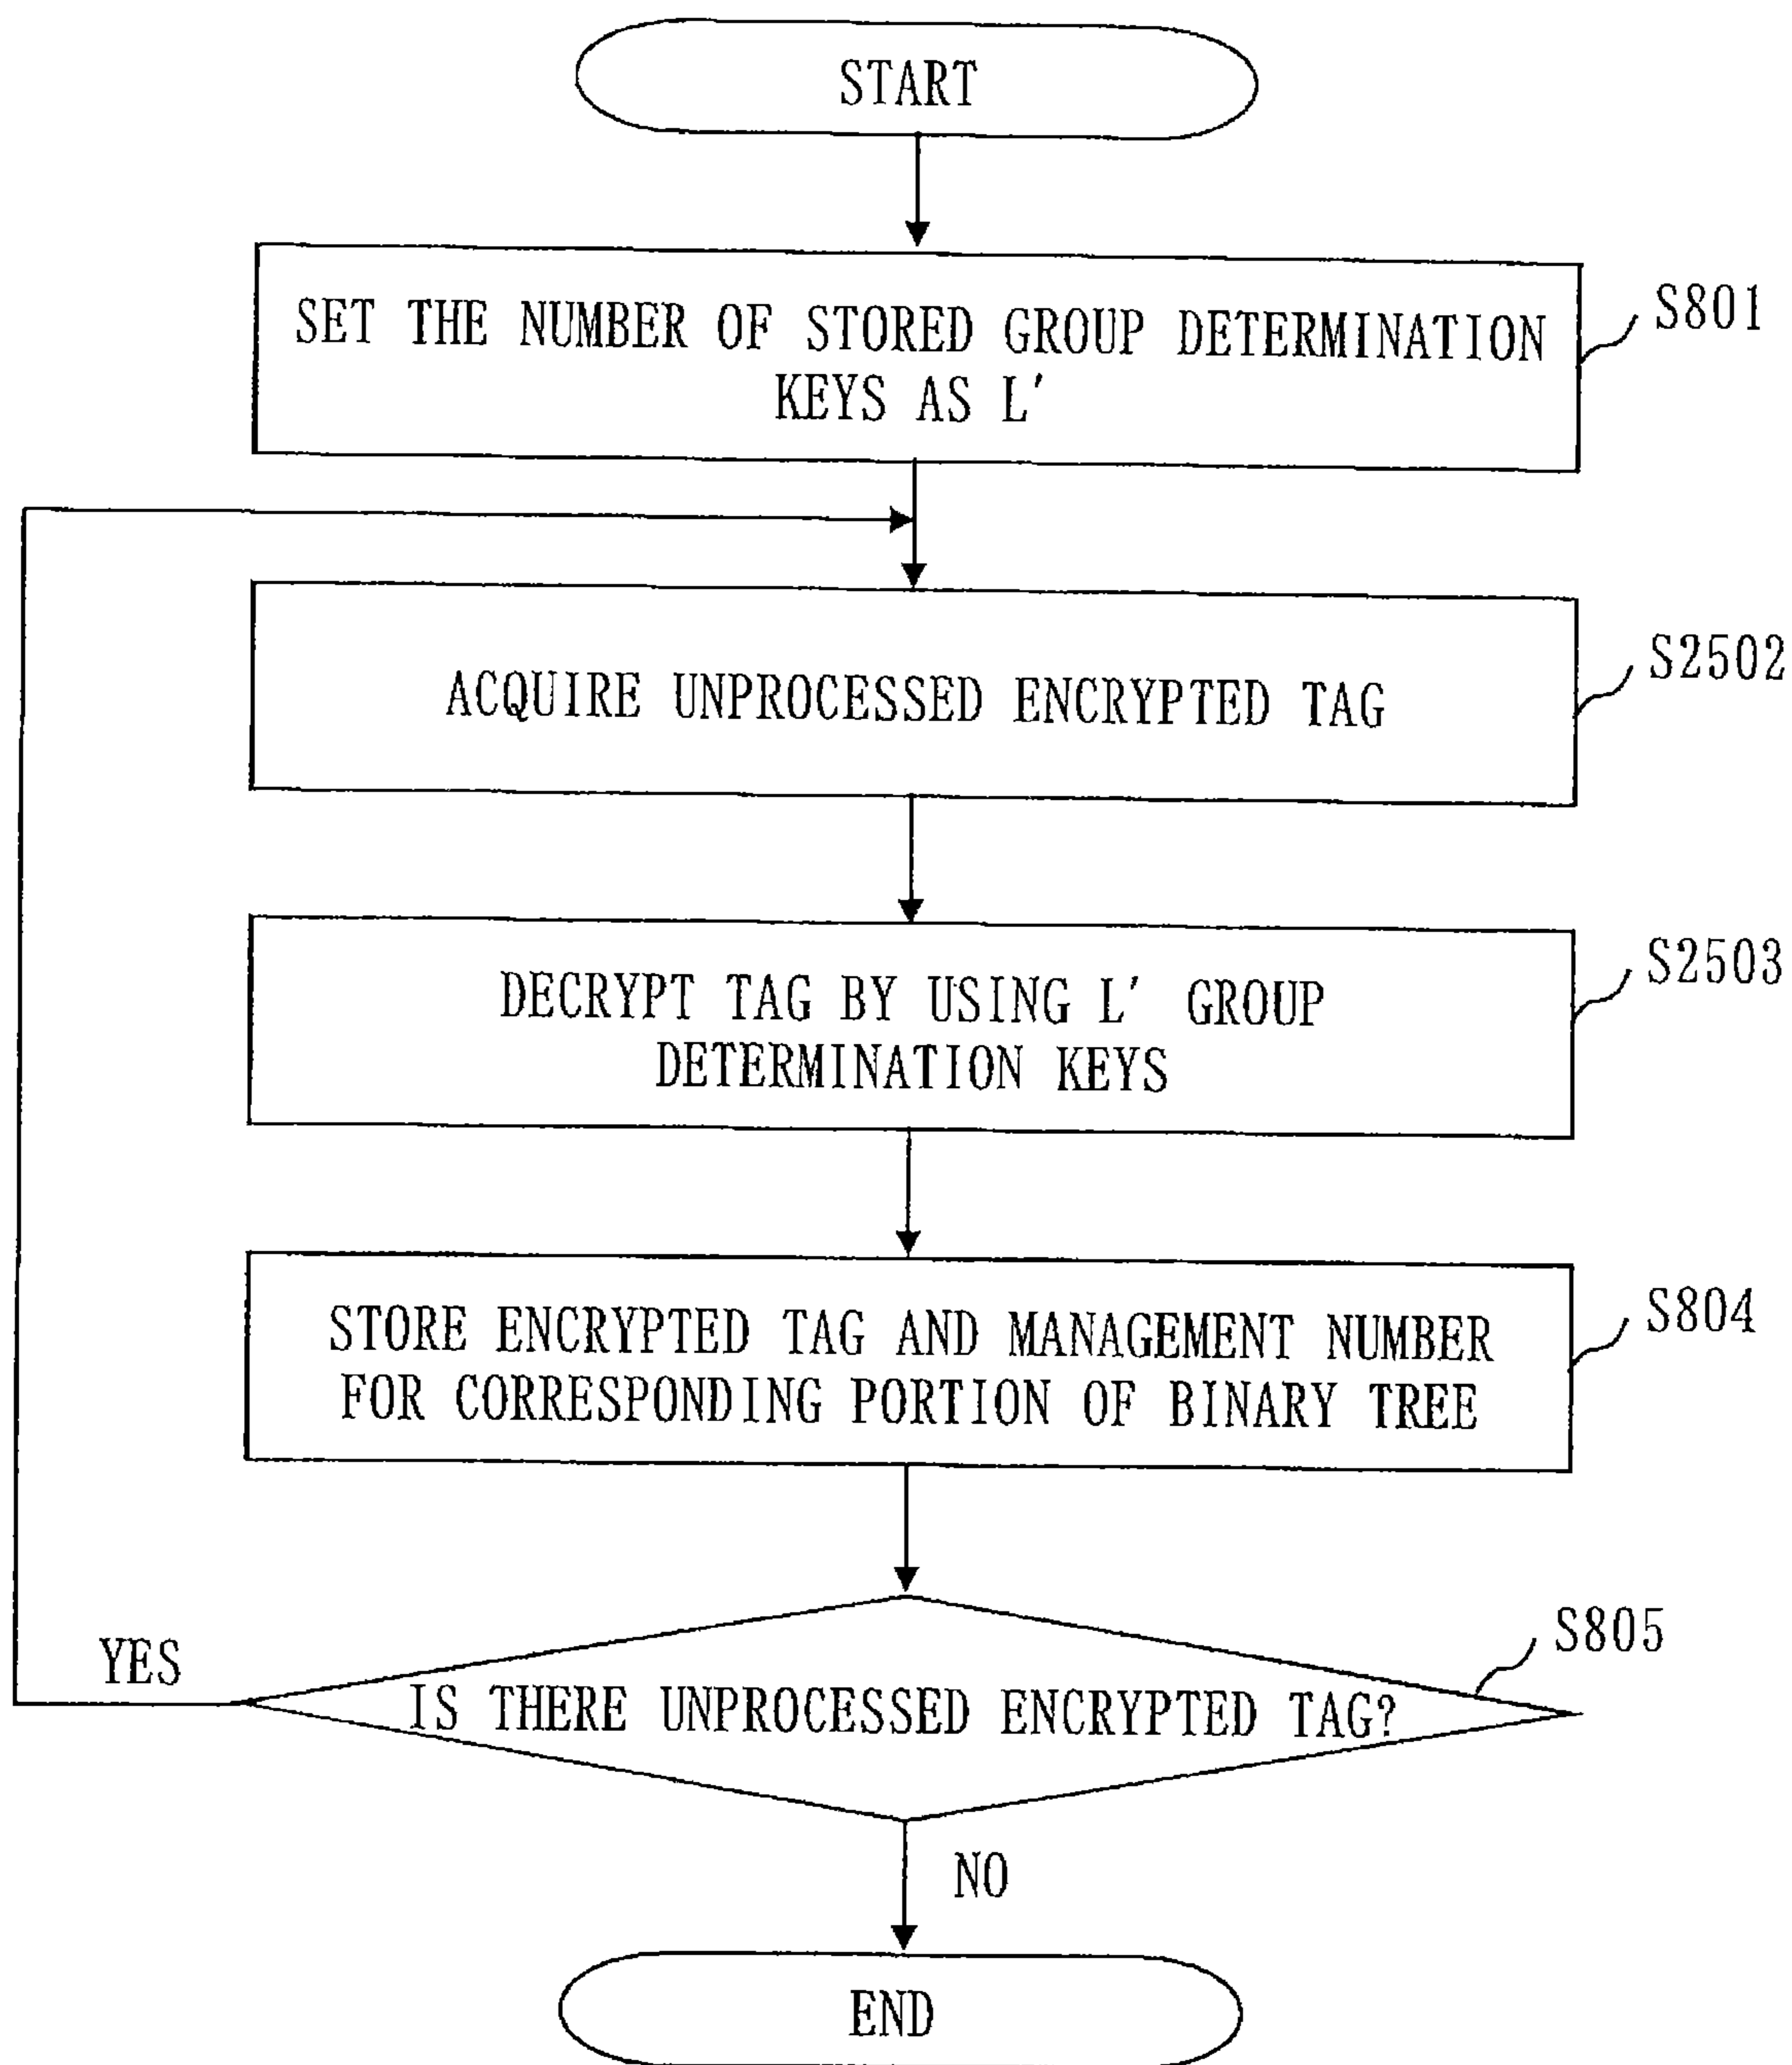 START
SET THE NUMBER OF STORED GROUP DETERMINATION
KEYS AS L'
S801
ACQUIRE UNPROCESSED ENCRYPTED TAG
S2502
DECRYPT TAG BY USING L' GROUP
DETERMINATION KEYS
S2503
STORE ENCRYPTED TAG AND MANAGEMENT NUMBER
FOR CORRESPONDING PORTION OF BINARY TREE
S804
IS THERE UNPROCESSED ENCRYPTED TAG?
S805
YES
NO
END